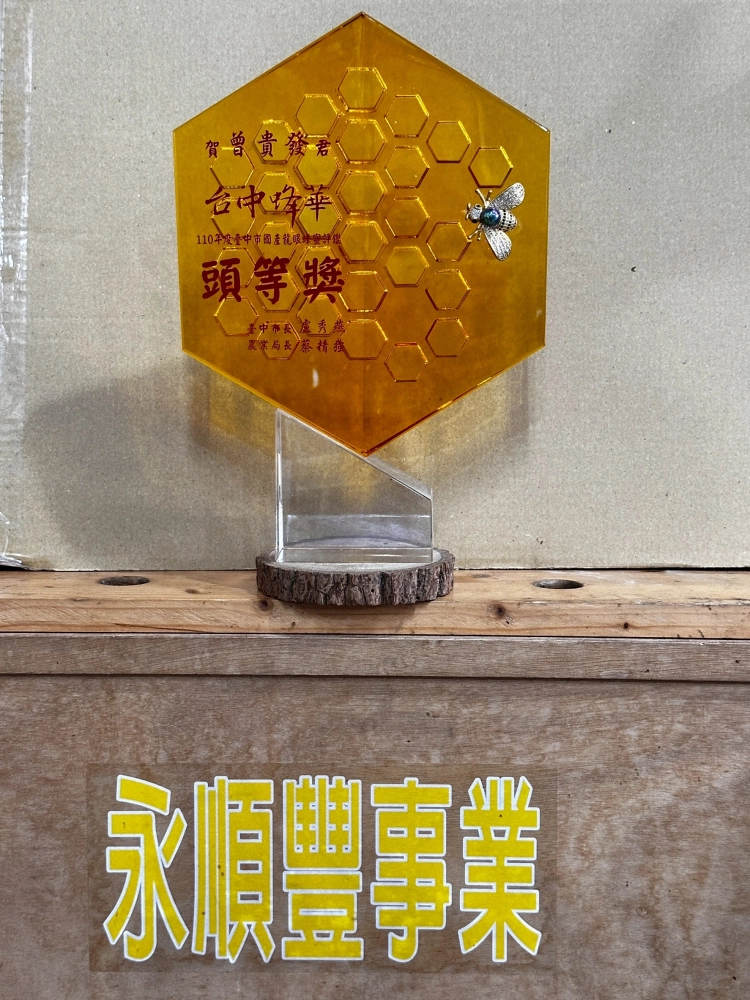 賀曾貴發君
台中蜂華
110年度臺中市國產龍眼蜂蜜評鑑
頭等獎
臺中市長 盧秀燕
農業局長 蔡精強
永順豐事業